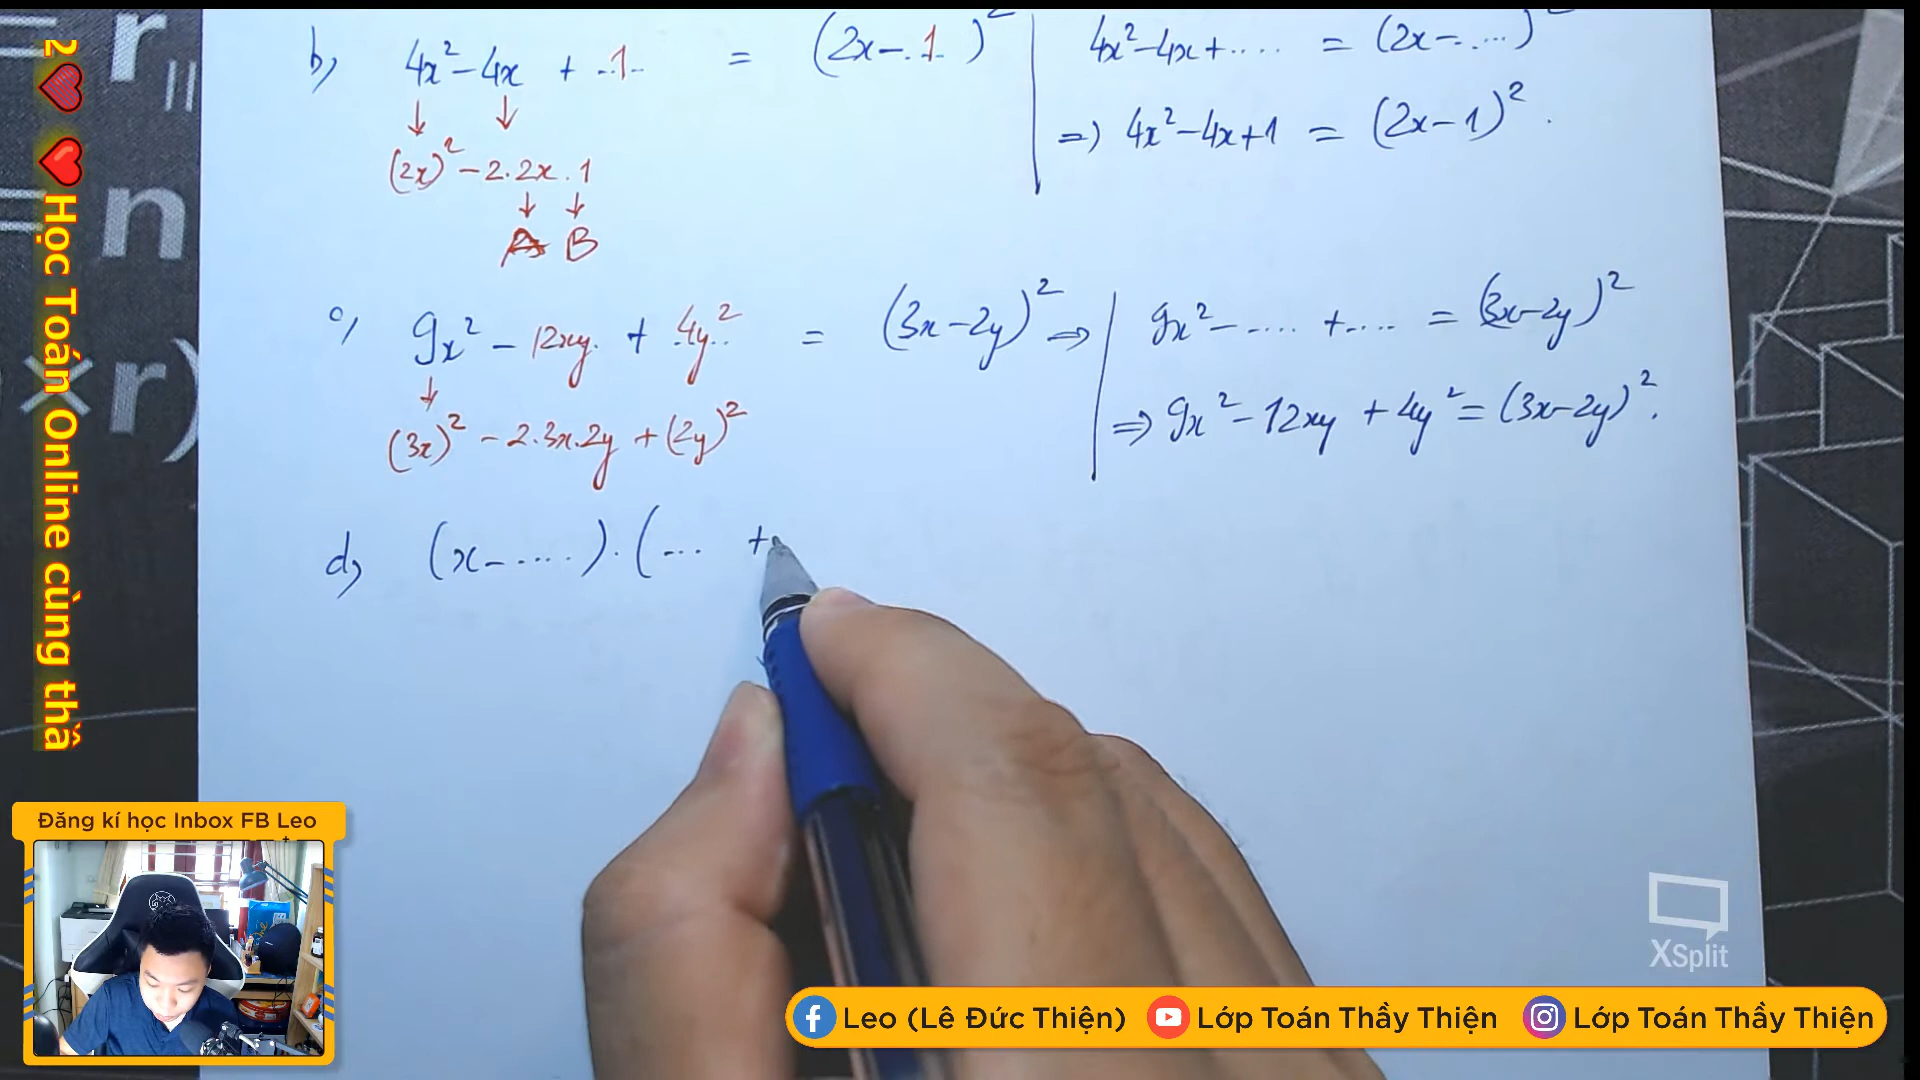 b, 4x² - 4x + ..1.. = (2x - .1.)²
(2x)² - 2.2x.1
A B
4x² - 4x + ..... = (2x - .....)²
=) 4x² - 4x + 1 = (2x - 1)².
c, 9x² - 12xy. + .4y².. = (3x - 2y)² =>
(3x)² - 2.3x.2y + (2y)²
9x² - ..... + ..... = (3x - 2y)²
=> 9x² - 12xy + 4y² = (3x - 2y)².
d, (x - .....).(... +
2 ❤ ❤ Học Toán Online cùng thầ
= r||
= n
×r)
Đăng kí học Inbox FB Leo
XSplit
Leo (Lê Đức Thiện) Lớp Toán Thầy Thiện Lớp Toán Thầy Thiện